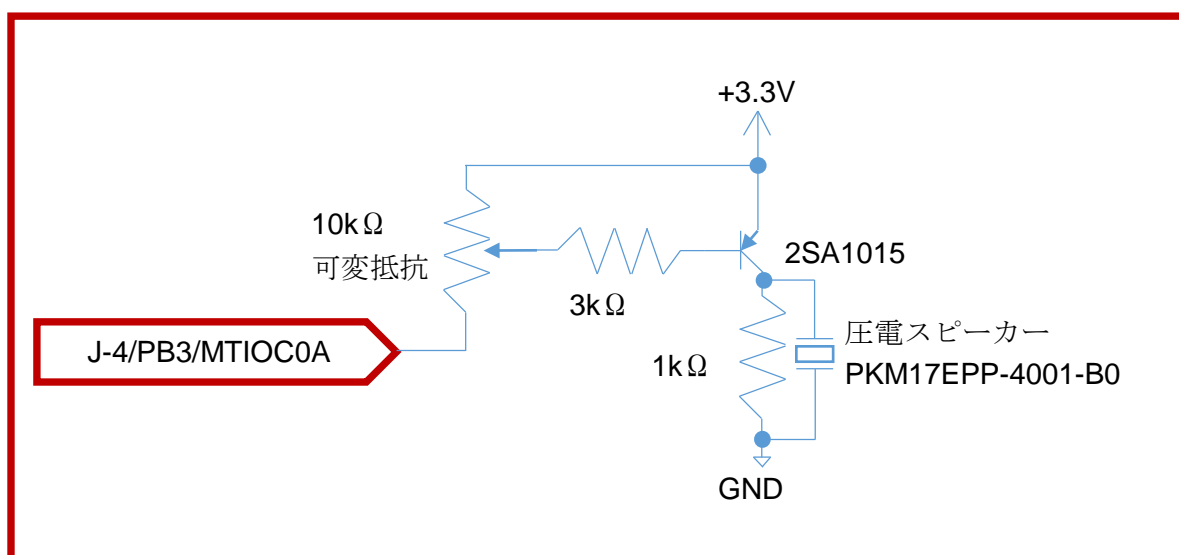 +3.3V
10kΩ
可変抵抗
2SA1015
3kΩ
J-4/PB3/MTIOC0A
圧電スピーカー
1kΩ
PKM17EPP-4001-B0
GND